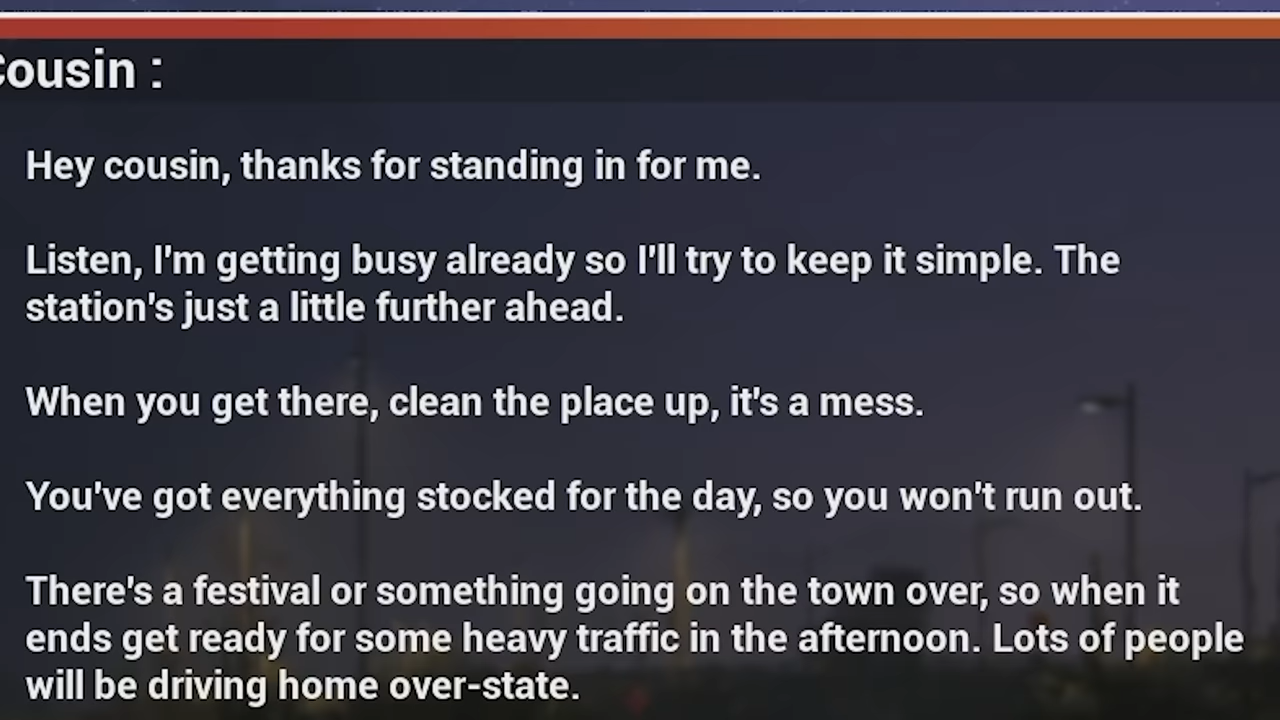 Cousin :
Hey cousin, thanks for standing in for me.
Listen, I'm getting busy already so I'll try to keep it simple. The
station's just a little further ahead.
When you get there, clean the place up, it's a mess.
You've got everything stocked for the day, so you won't run out.
There's a festival or something going on the town over, so when it
ends get ready for some heavy traffic in the afternoon. Lots of people
will be driving home over-state.